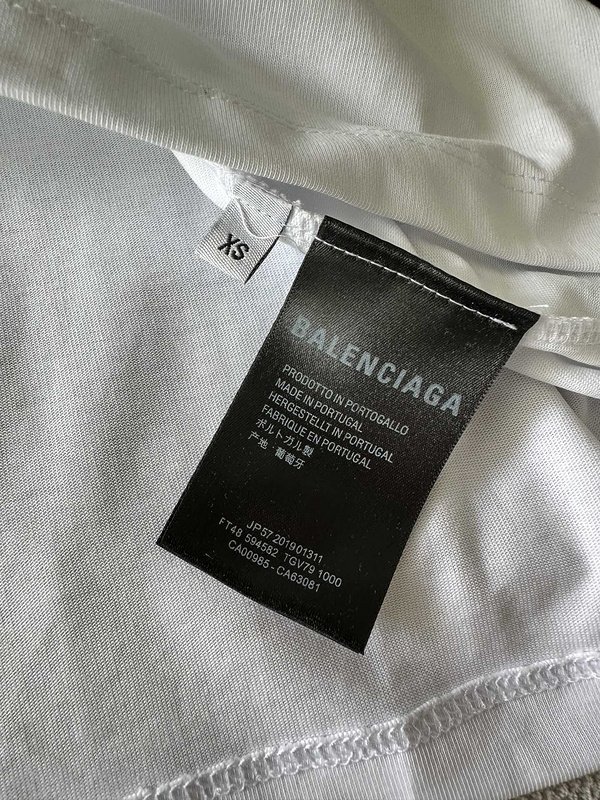 XS
BALENCIAGA
PRODOTTO IN PORTOGALLO
MADE IN PORTUGAL
HERGESTELLT IN PORTUGAL
FABRIQUE EN PORTUGAL
ポルトガル製
产地 葡萄牙
JP57 201901311
FT48 594582 TGV79 1000
CA00985-CA63081